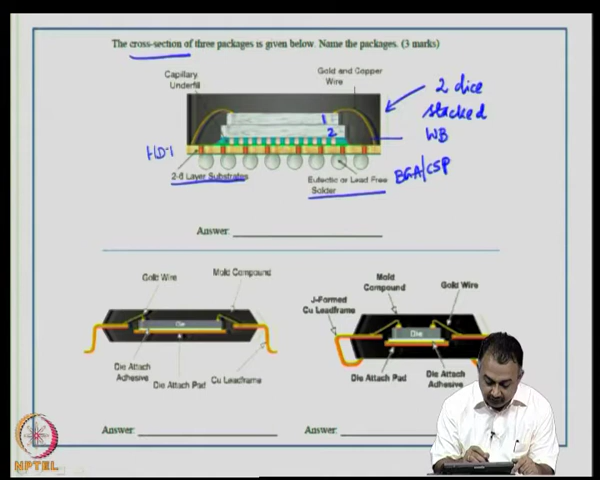 The cross-section of three packages is given below. Name the packages. (3 marks)
Capillary
Underfill
Gold and Copper
Wire
2 dice
stacked
WB
1
2
HDI
2-6 Layer Substrates
Eutectic or Lead Free
Solder
BGA/CSP
Answer:
Gold Wire
Mold Compound
Die
Die Attach
Adhesive
Die Attach Pad
Cu Leadframe
J-Formed
Cu Leadframe
Mold
Compound
Gold Wire
Die
Die Attach Pad
Die Attach
Adhesive
Answer:
Answer:
NPTEL